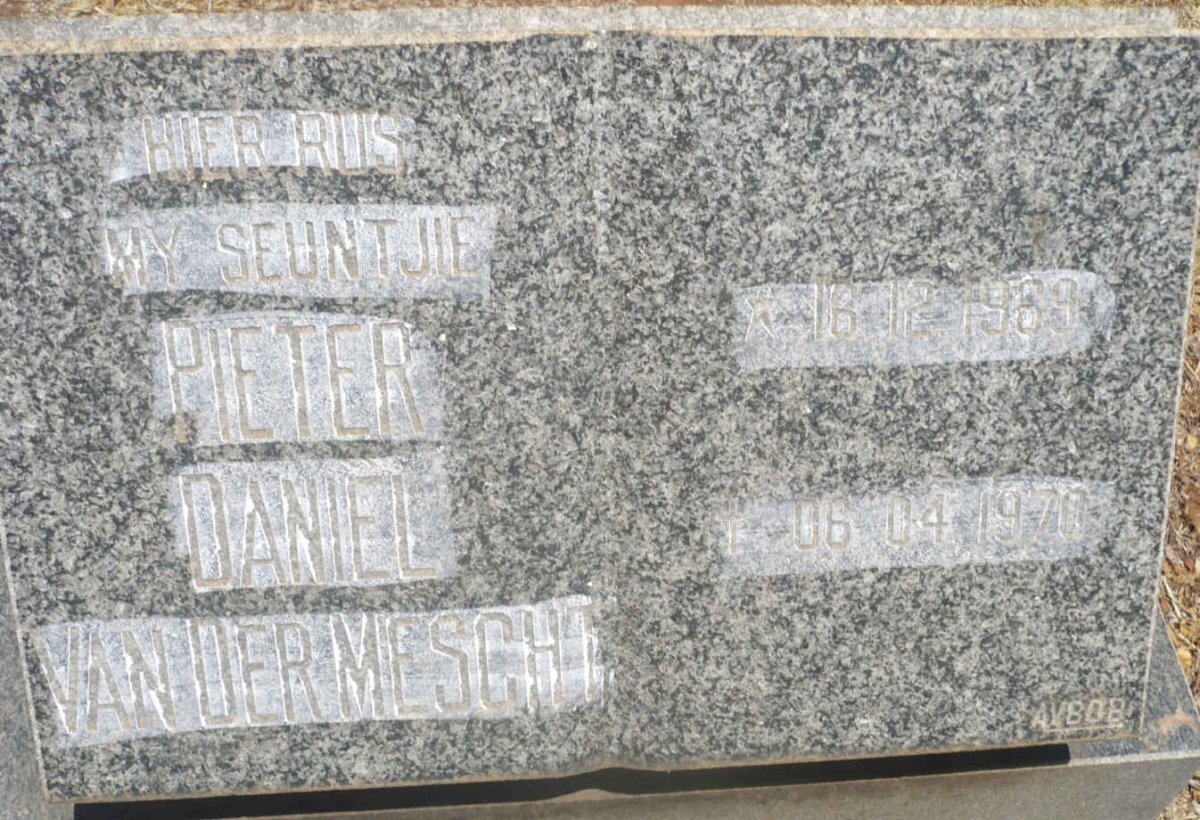 HIER RUS
MY SEUNTJIE
PIETER
DANIEL
VAN DER MESCHT
★ 16.12.1969
† 06.04.1970
AVBOB